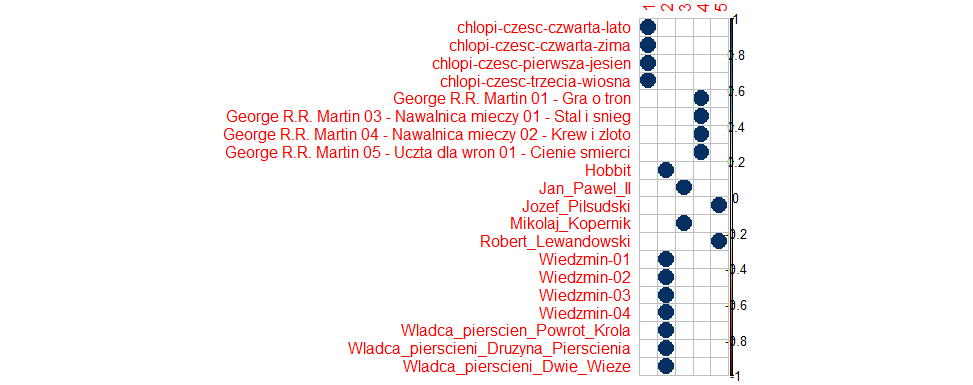 1 2 3 4 5
1
chlopi-czesc-czwarta-lato
chlopi-czesc-czwarta-zima
0.8
chlopi-czesc-pierwsza-jesien
chlopi-czesc-trzecia-wiosna
0.6
George R.R. Martin 01 - Gra o tron
George R.R. Martin 03 - Nawalnica mieczy 01 - Stal i snieg
0.4
George R.R. Martin 04 - Nawalnica mieczy 02 - Krew i zloto
George R.R. Martin 05 - Uczta dla wron 01 - Cienie smierci
0.2
Hobbit
Jan_Pawel_II
0
Jozef_Pilsudski
Mikolaj_Kopernik
-0.2
Robert_Lewandowski
Wiedzmin-01
-0.4
Wiedzmin-02
Wiedzmin-03
-0.6
Wiedzmin-04
Wladca_pierscien_Powrot_Krola
-0.8
Wladca_pierscieni_Druzyna_Pierscienia
Wladca_pierscieni_Dwie_Wieze
-1